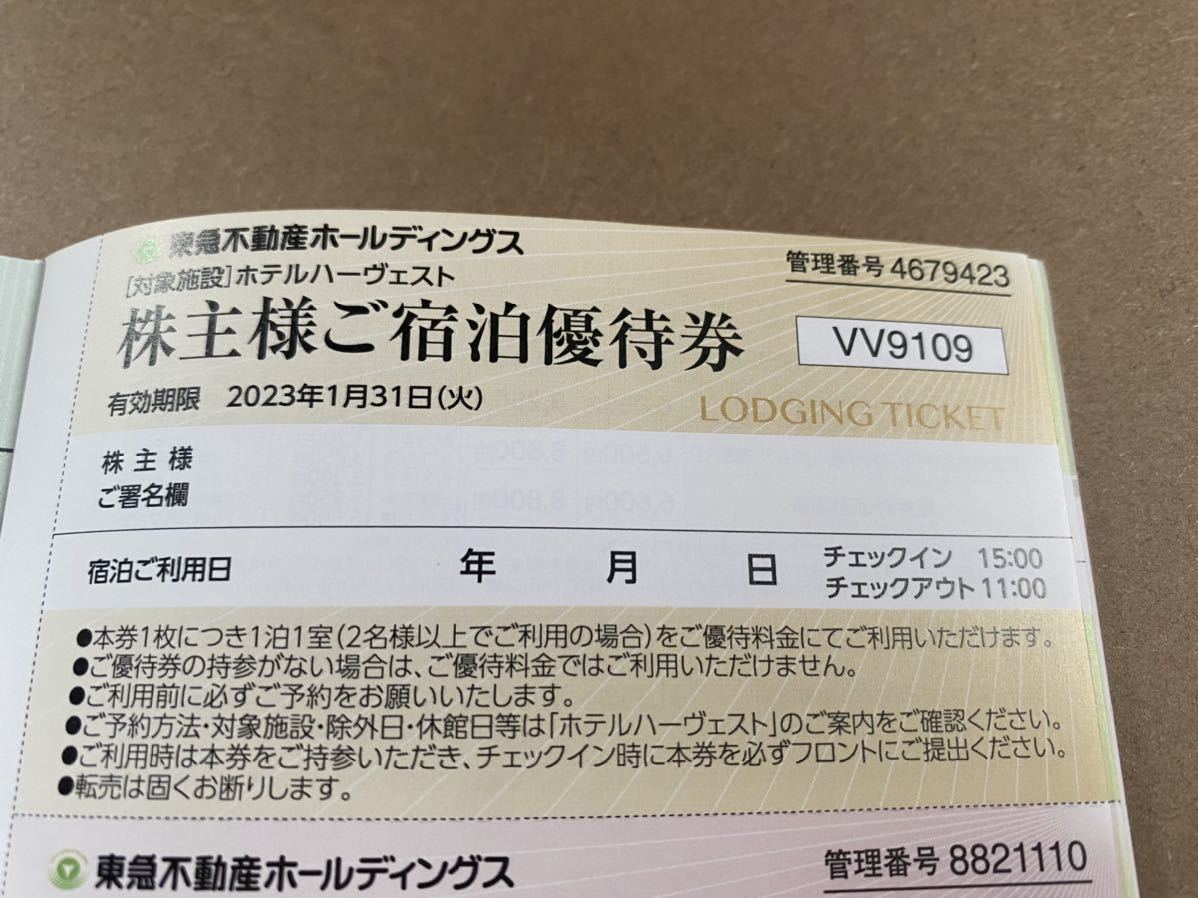 東急不動産ホールディングス
管理番号 4679423
[対象施設]ホテルハーヴェスト
株主様ご宿泊優待券
VV9109
有効期限 2023年1月31日(火)
LODGING TICKET
株主様
ご署名欄
宿泊ご利用日 年 月 日
チェックイン 15:00
チェックアウト 11:00
●本券1枚につき1泊1室(2名様以上でご利用の場合)をご優待料金にてご利用いただけます。
●ご優待券の持参がない場合は、ご優待料金ではご利用いただけません。
●ご利用前に必ずご予約をお願いいたします。
●ご予約方法・対象施設・除外日・休館日等は「ホテルハーヴェスト」のご案内をご確認ください。
●ご利用時は本券をご持参いただき、チェックイン時に本券を必ずフロントにご提出ください。
●転売は固くお断りします。
東急不動産ホールディングス
管理番号 8821110